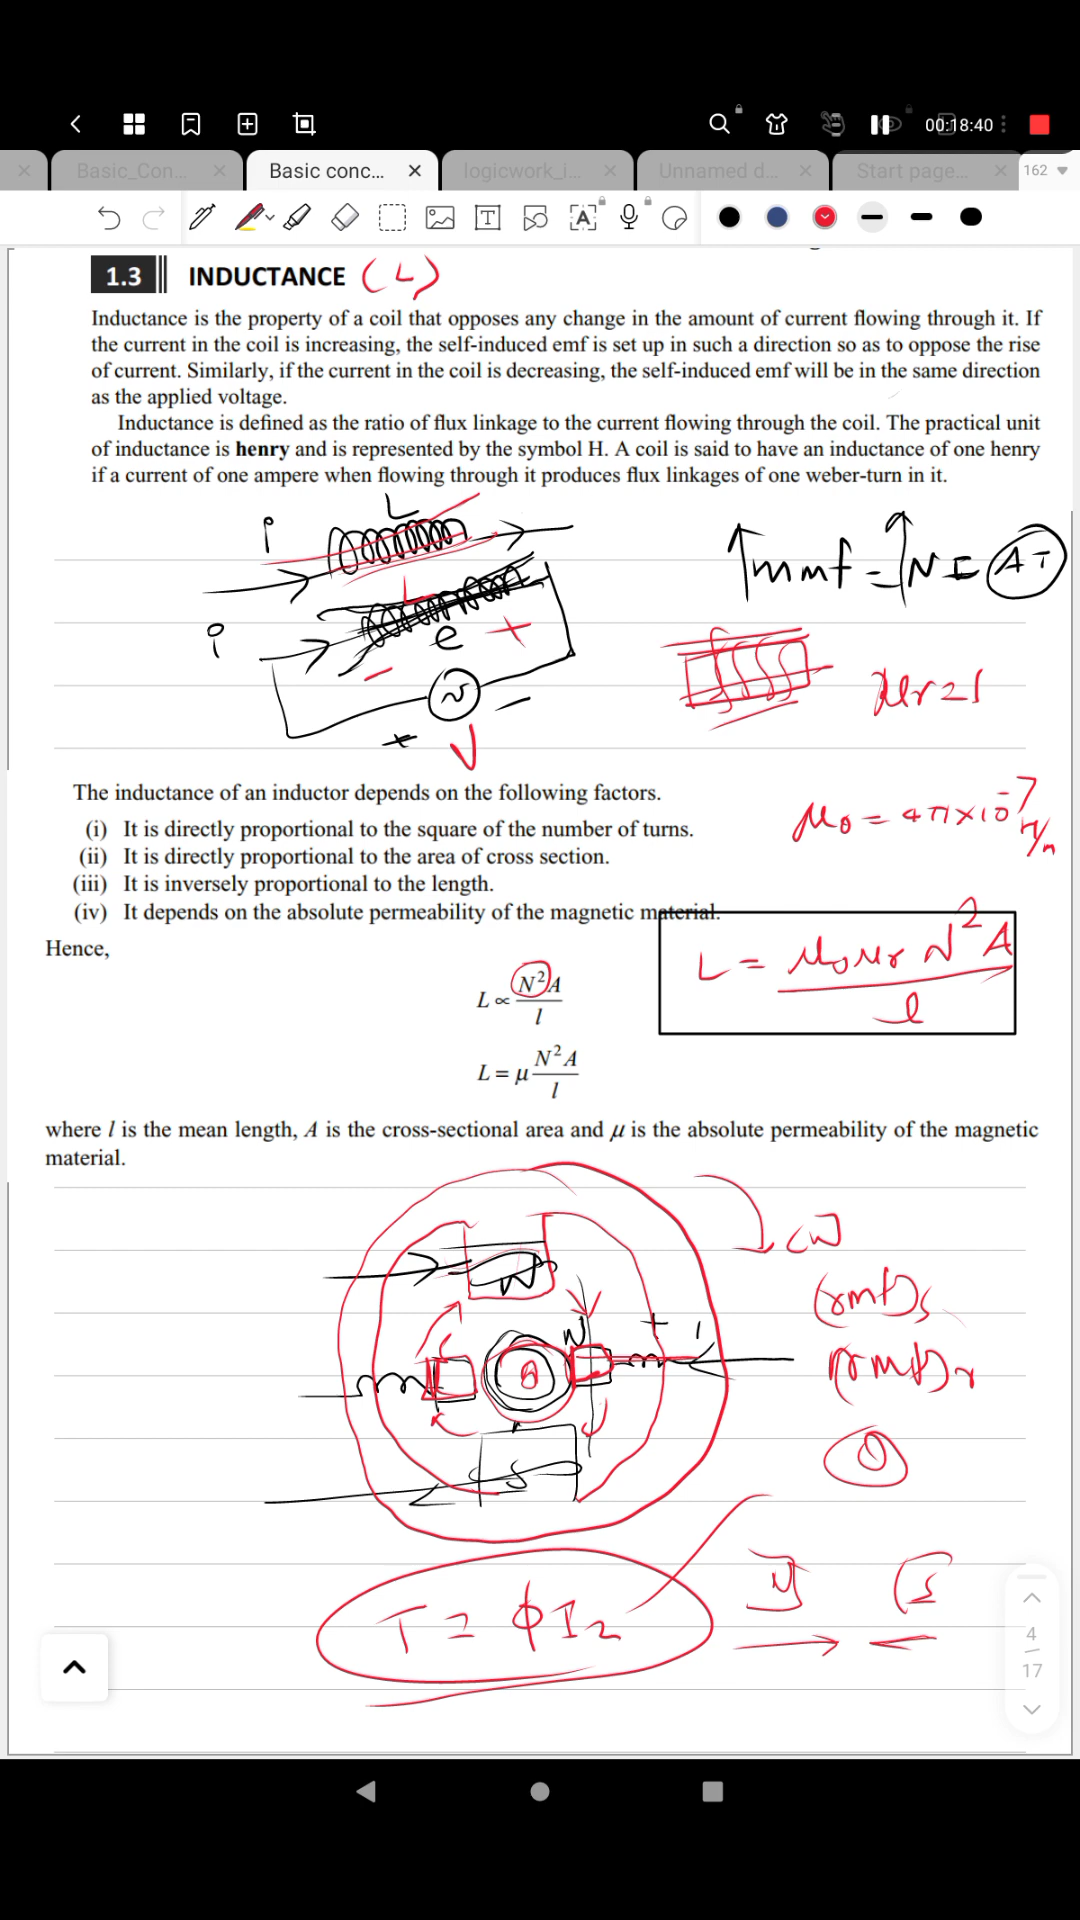 00:18:40
Basic_Con...
Basic conc...
logicwork_i...
Unnamed d...
Start page...
162
1.3 INDUCTANCE (L)
Inductance is the property of a coil that opposes any change in the amount of current flowing through it. If
the current in the coil is increasing, the self-induced emf is set up in such a direction so as to oppose the rise
of current. Similarly, if the current in the coil is decreasing, the self-induced emf will be in the same direction
as the applied voltage.
Inductance is defined as the ratio of flux linkage to the current flowing through the coil. The practical unit
of inductance is henry and is represented by the symbol H. A coil is said to have an inductance of one henry
if a current of one ampere when flowing through it produces flux linkages of one weber-turn in it.
L
i
mmf = NI (AT)
L
i
e +
-
μr = 1
+ V -
The inductance of an inductor depends on the following factors.
(i) It is directly proportional to the square of the number of turns.
(ii) It is directly proportional to the area of cross section.
(iii) It is inversely proportional to the length.
(iv) It depends on the absolute permeability of the magnetic material.
μ0 = 4π×10^-7 H/m
Hence,
L ∝ N²A / l
L = μ0 μr N² A / l
L = μ N²A / l
where l is the mean length, A is the cross-sectional area and μ is the absolute permeability of the magnetic
material.
N
N
+
S
T = ΦI2
N
S
4
17